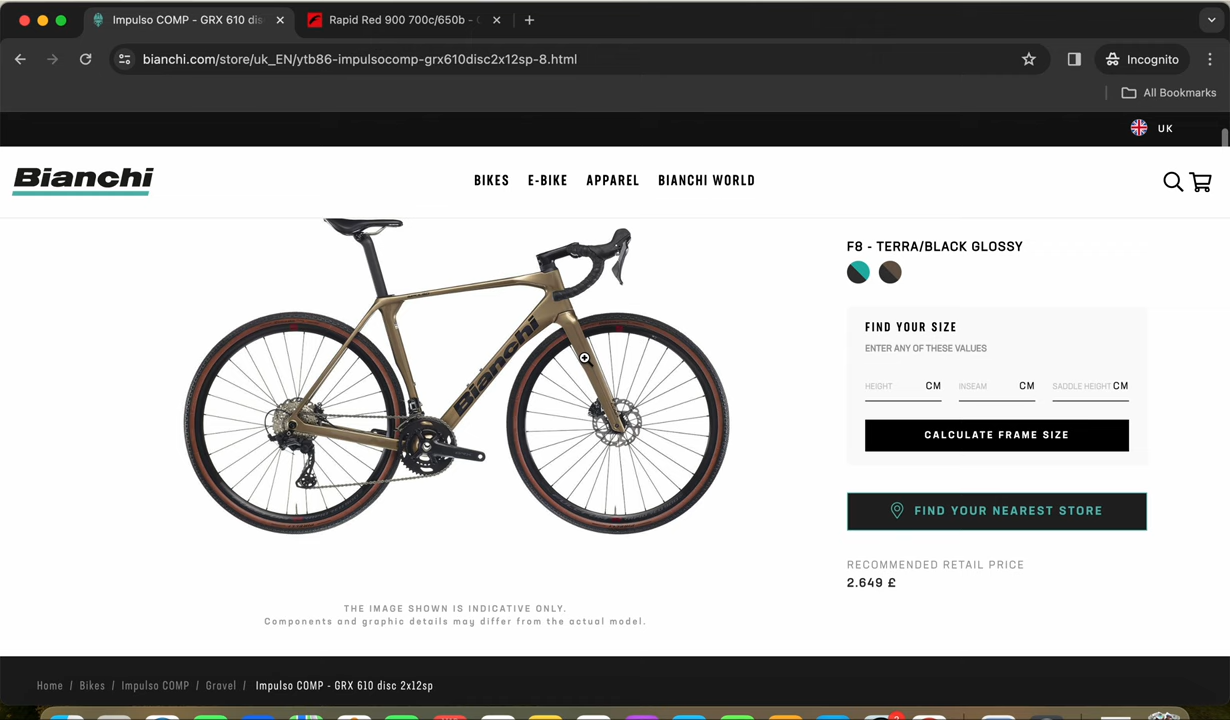 Impulso COMP - GRX 610 dis
Rapid Red 900 700c/650b -
bianchi.com/store/uk_EN/ytb86-impulsocomp-grx610disc2x12sp-8.html
Incognito
All Bookmarks
UK
Bianchi
BIKES
E-BIKE
APPAREL
BIANCHI WORLD
F8 - TERRA/BLACK GLOSSY
Bianchi
FIND YOUR SIZE
ENTER ANY OF THESE VALUES
HEIGHT CM
INSEAM CM
SADDLE HEIGHT CM
CALCULATE FRAME SIZE
FIND YOUR NEAREST STORE
RECOMMENDED RETAIL PRICE
2.649 £
THE IMAGE SHOWN IS INDICATIVE ONLY.
Components and graphic details may differ from the actual model.
Home / Bikes / Impulso COMP / Gravel / Impulso COMP - GRX 610 disc 2x12sp